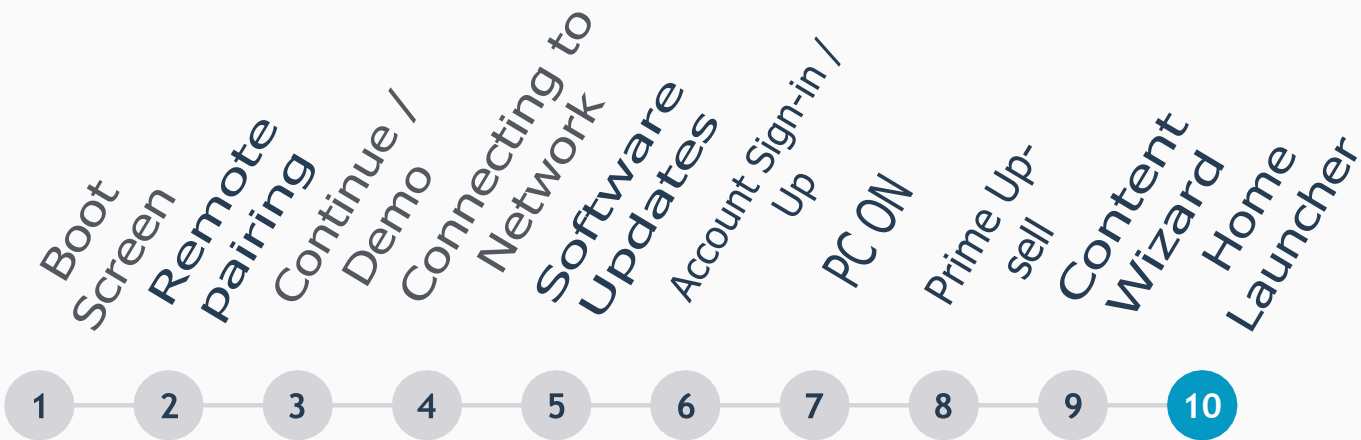 Boot
Screen
Remote
pairing
Continue /
Demo
Connecting to
Network
Software
Updates
Account Sign-in /
Up
PC ON
Prime Up-
sell
Content
Wizard
Home
Launcher
1
2
3
4
5
6
7
8
9
10